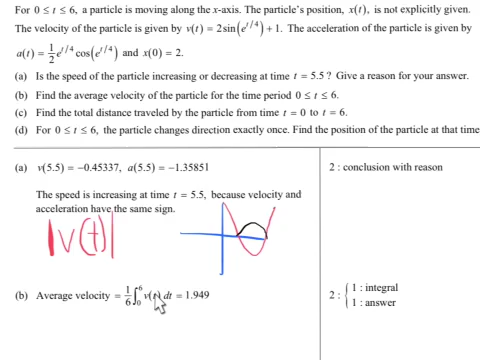 For 0 ≤ t ≤ 6, a particle is moving along the x-axis. The particle's position, x(t), is not explicitly given.
The velocity of the particle is given by v(t) = 2sin(e^{t/4}) + 1. The acceleration of the particle is given by
a(t) = 1/2 e^{t/4} cos(e^{t/4}) and x(0) = 2.
(a) Is the speed of the particle increasing or decreasing at time t = 5.5 ? Give a reason for your answer.
(b) Find the average velocity of the particle for the time period 0 ≤ t ≤ 6.
(c) Find the total distance traveled by the particle from time t = 0 to t = 6.
(d) For 0 ≤ t ≤ 6, the particle changes direction exactly once. Find the position of the particle at that time
(a) v(5.5) = −0.45337, a(5.5) = −1.35851
2 : conclusion with reason
The speed is increasing at time t = 5.5, because velocity and
acceleration have the same sign.
|v(t)|
(b) Average velocity = 1/6 ∫_0^6 v(t) dt = 1.949
2 : { 1 : integral
1 : answer